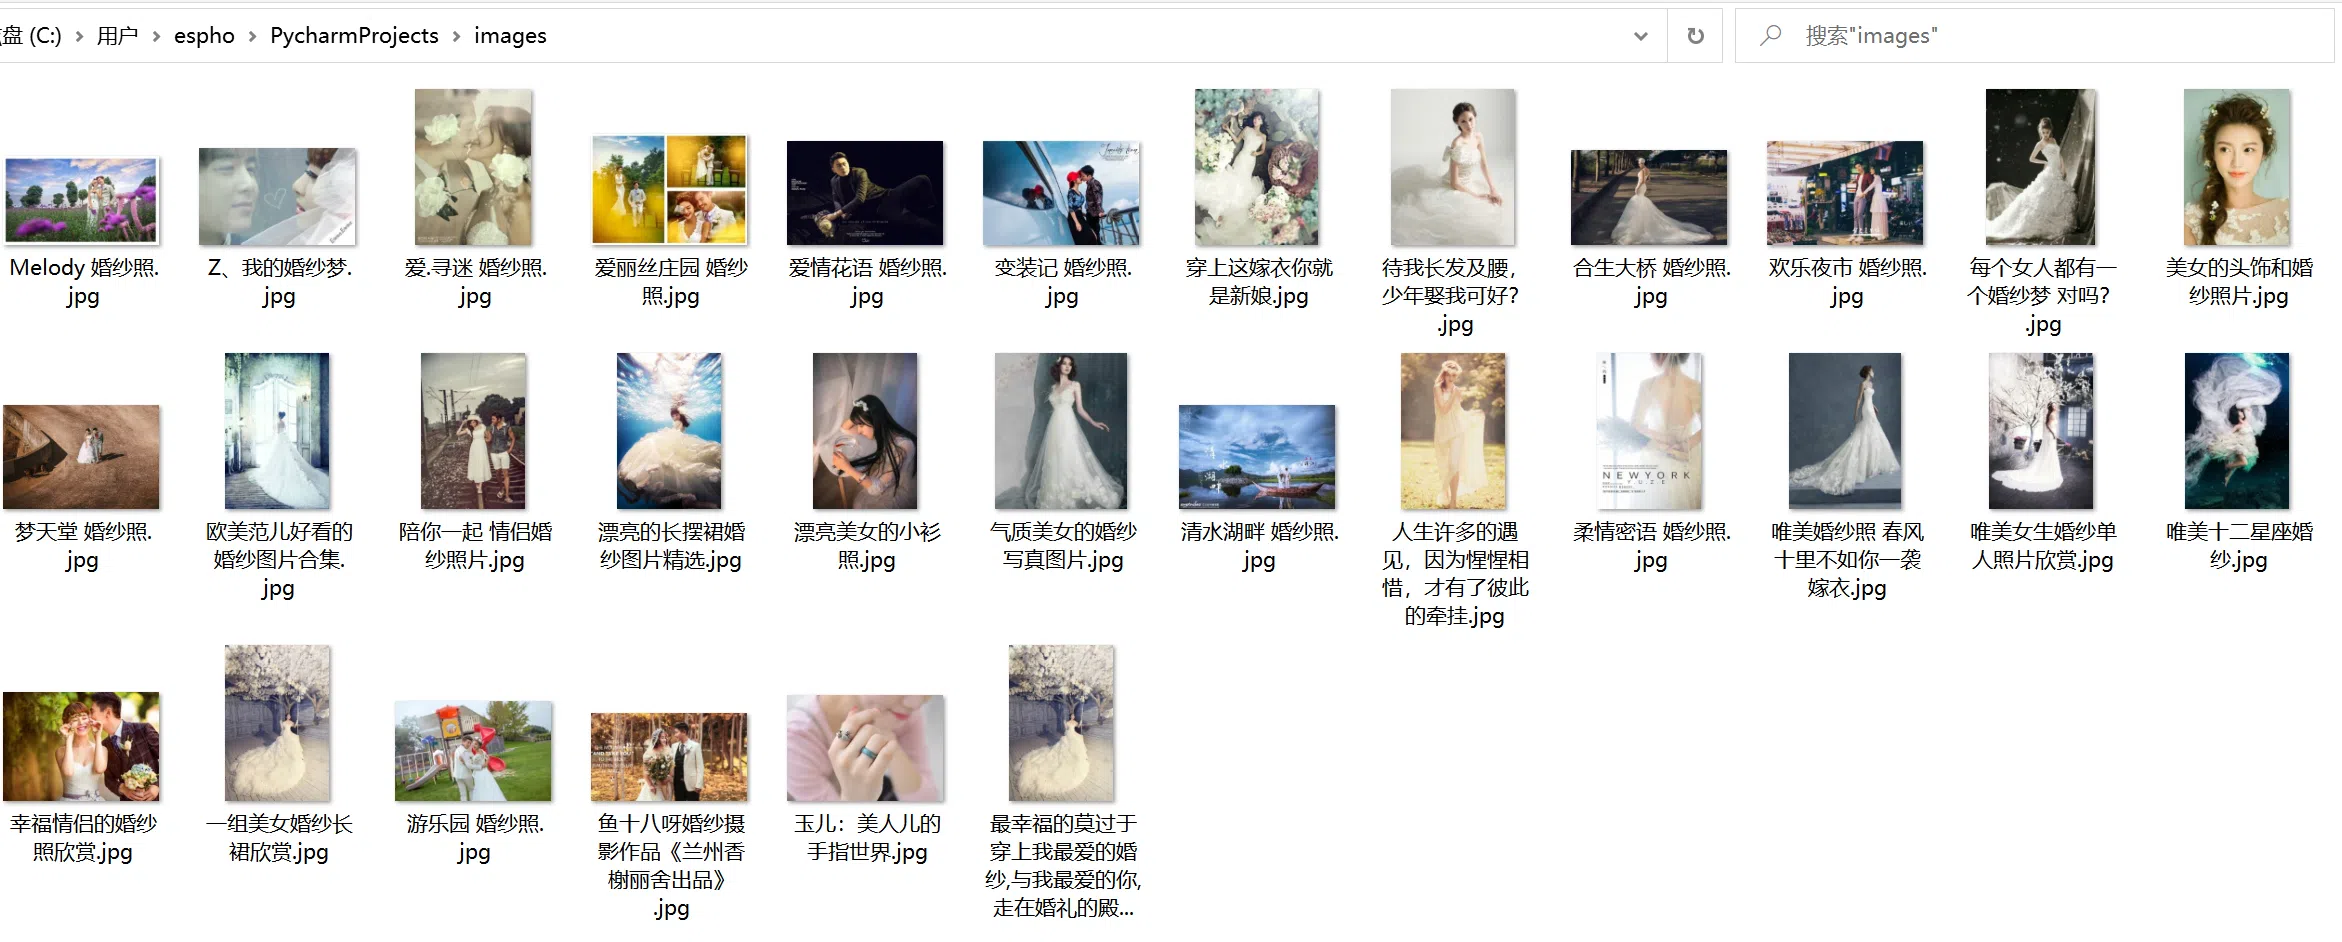 盘 (C:) > 用户 > espho > PycharmProjects > images
搜索"images"
Melody 婚纱照.
jpg
Z、我的婚纱梦.
jpg
爱.寻迷 婚纱照.
jpg
爱丽丝庄园 婚纱
照.jpg
爱情花语 婚纱照.
jpg
变装记 婚纱照.
jpg
穿上这嫁衣你就
是新娘.jpg
待我长发及腰，
少年娶我可好？
.jpg
合生大桥 婚纱照.
jpg
欢乐夜市 婚纱照.
jpg
每个女人都有一
个婚纱梦 对吗？
.jpg
美女的头饰和婚
纱照片.jpg
梦天堂 婚纱照.
jpg
欧美范儿好看的
婚纱图片合集.
jpg
陪你一起 情侣婚
纱照片.jpg
漂亮的长摆裙婚
纱图片精选.jpg
漂亮美女的小衫
照.jpg
气质美女的婚纱
写真图片.jpg
清水湖畔 婚纱照.
jpg
人生许多的遇
见，因为惺惺相
惜，才有了彼此
的牵挂.jpg
NEWYORK
YUZE
柔情密语 婚纱照.
jpg
唯美婚纱照 春风
十里不如你一袭
嫁衣.jpg
唯美女生婚纱单
人照片欣赏.jpg
唯美十二星座婚
纱.jpg
幸福情侣的婚纱
照欣赏.jpg
一组美女婚纱长
裙欣赏.jpg
游乐园 婚纱照.
jpg
鱼十八呀婚纱摄
影作品《兰州香
榭丽舍出品》
.jpg
玉儿：美人儿的
手指世界.jpg
最幸福的莫过于
穿上我最爱的婚
纱,与我最爱的你,
走在婚礼的殿...